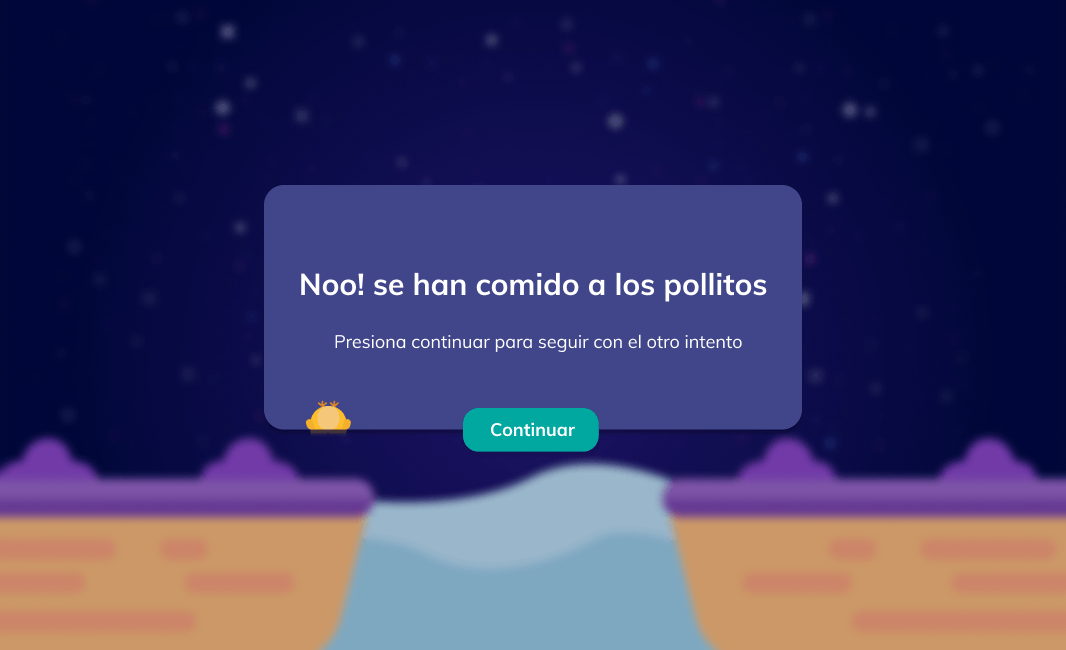 Noo! se han comido a los pollitos
Presiona continuar para seguir con el otro intento
Continuar